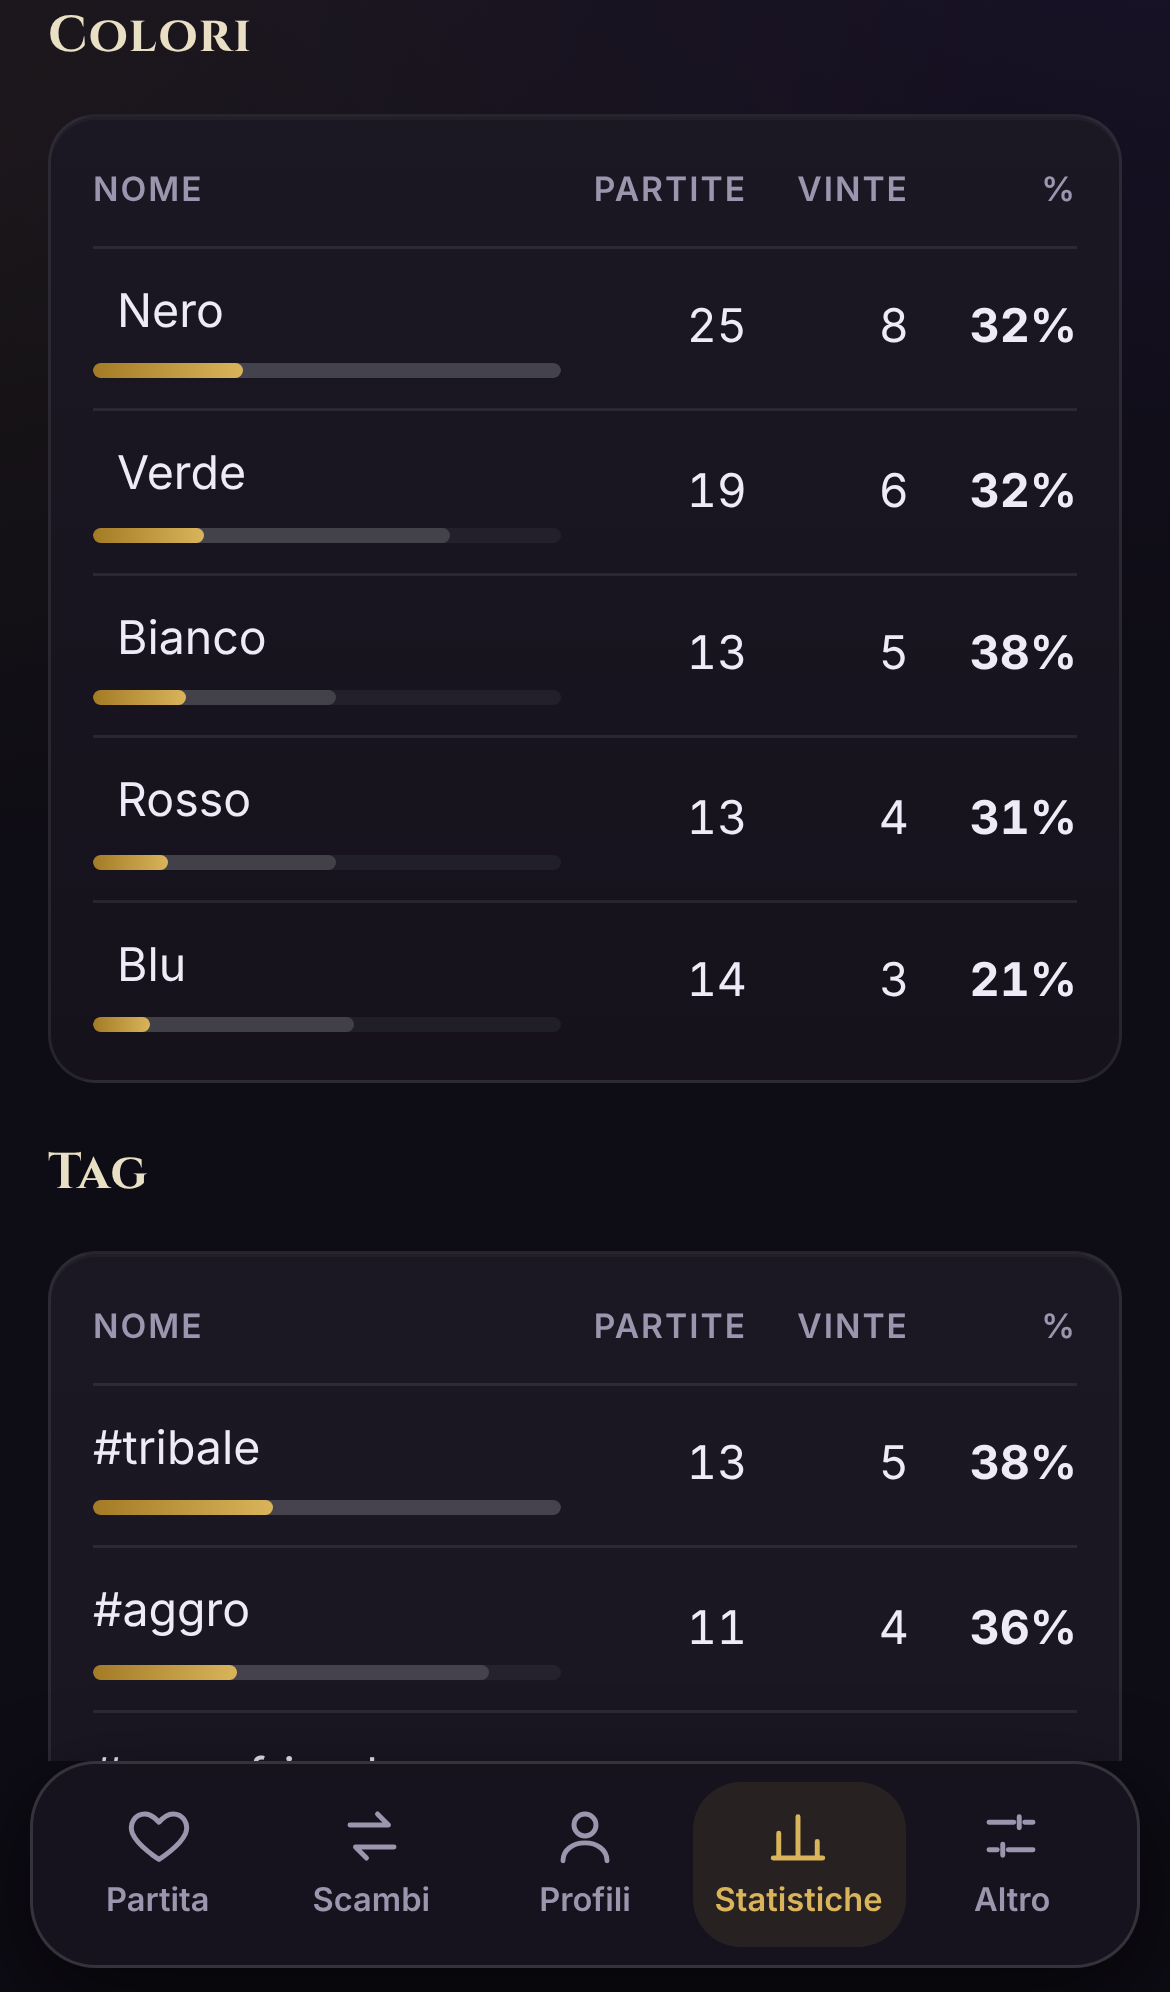 Colori
NOME PARTITE VINTE %
Nero 25 8 32%
Verde 19 6 32%
Bianco 13 5 38%
Rosso 13 4 31%
Blu 14 3 21%
Tag
NOME PARTITE VINTE %
#tribale 13 5 38%
#aggro 11 4 36%
Partita Scambi Profili Statistiche Altro